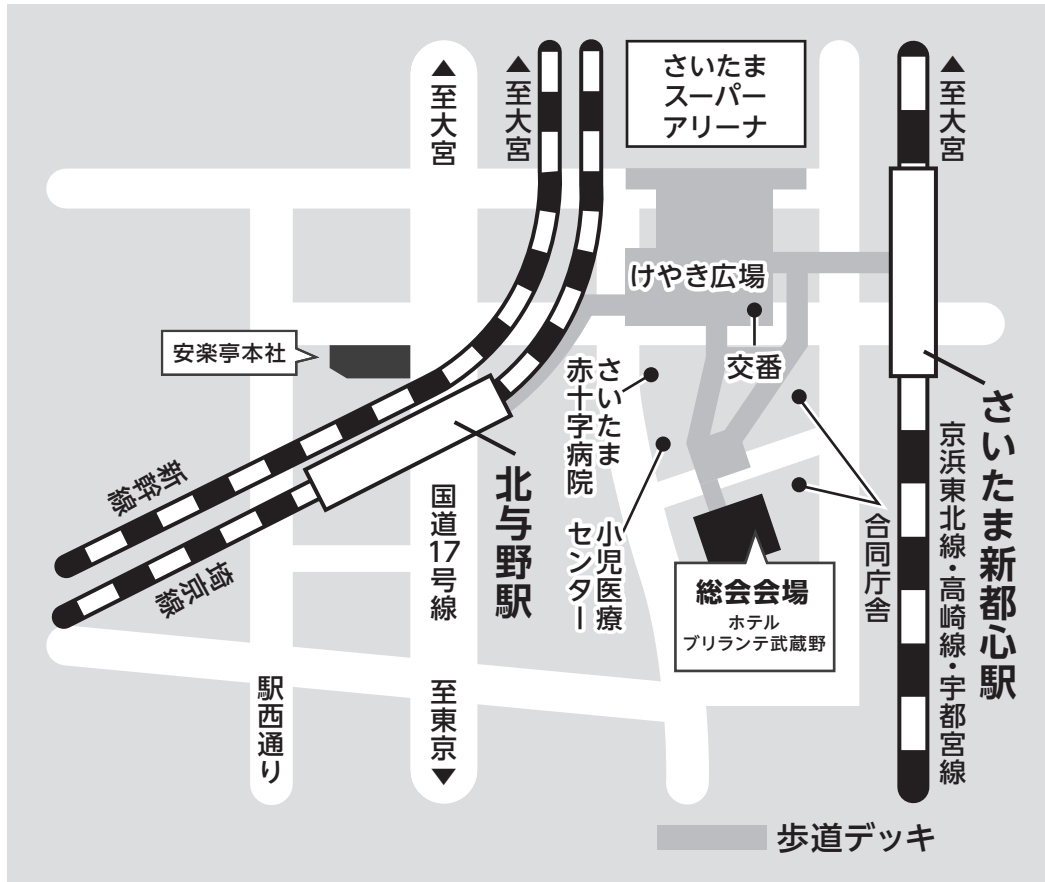 ▲至大宮
▲至大宮
さいたま
スーパー
アリーナ
▲至大宮
けやき広場
交番
安楽亭本社
さいたま
赤十字病院
小児医療
センター
新幹線
埼京線
北与野駅
国道17号線
合同庁舎
さいたま新都心駅
京浜東北線・高崎線・宇都宮線
総会会場
ホテル
ブリランテ武蔵野
駅西通り
至東京▼
歩道デッキ